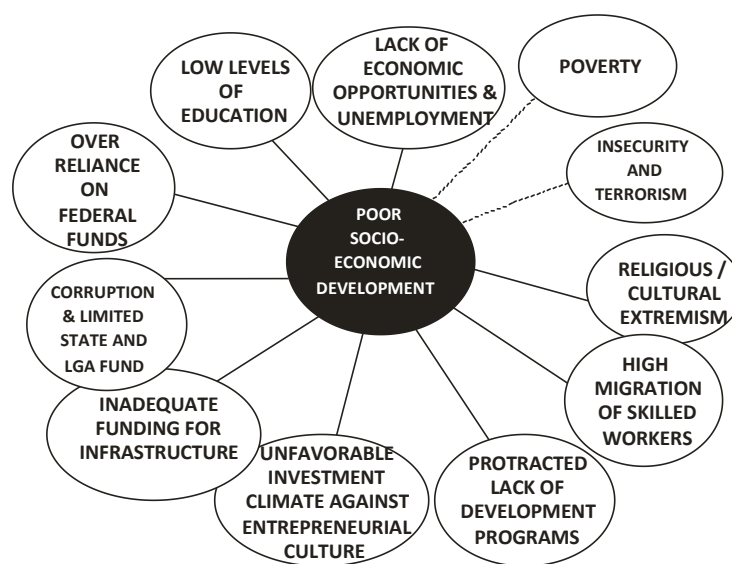 LOW LEVELS
OF
EDUCATION
LACK OF
ECONOMIC
OPPORTUNITIES &
UNEMPLOYMENT
POVERTY
OVER
RELIANCE
ON
FEDERAL
FUNDS
INSECURITY
AND
TERRORISM
POOR
SOCIO-
ECONOMIC
DEVELOPMENT
RELIGIOUS /
CULTURAL
EXTREMISM
CORRUPTION
& LIMITED
STATE AND
LGA FUND
HIGH
MIGRATION
OF SKILLED
WORKERS
INADEQUATE
FUNDING FOR
INFRASTRUCTURE
UNFAVORABLE
INVESTMENT
CLIMATE AGAINST
ENTREPRENEURIAL
CULTURE
PROTRACTED
LACK OF
DEVELOPMENT
PROGRAMS